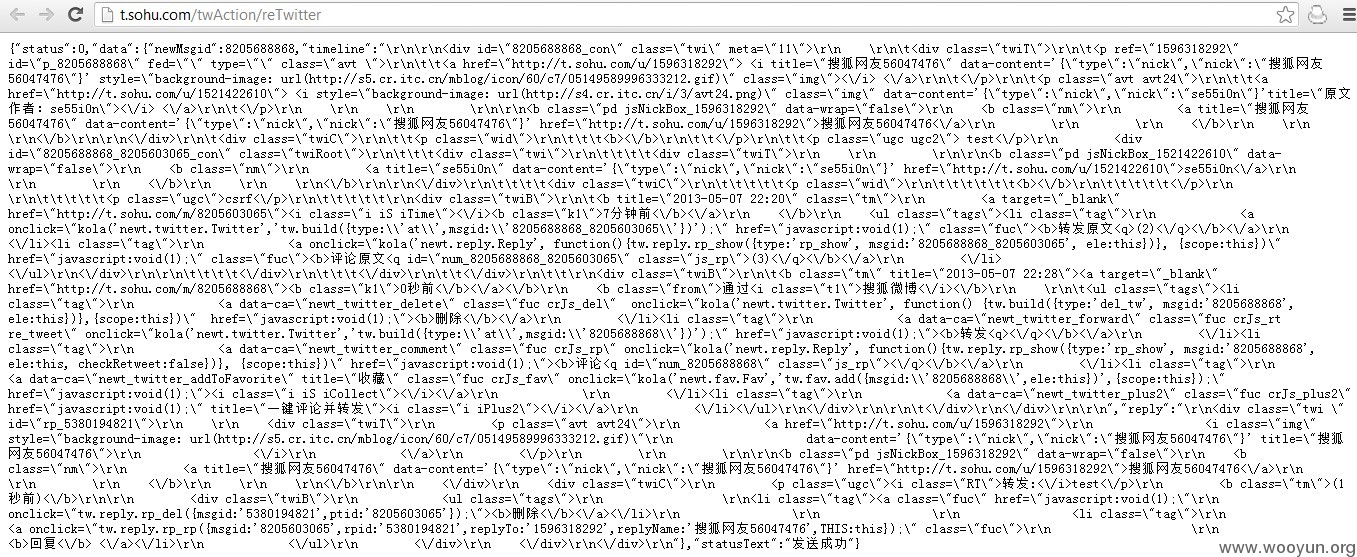 t.sohu.com/twAction/reTwitter
{"status":0,"data":{"newMsgid":8205688868,"timeline":"\r\n\r\n<div id=\"8205688868_con\" class=\"twi\" meta=\"11\">\r\n    \r\n\t<div class=\"twiT\">\r\n\t<p ref=\"1596318292\"
id=\"p_8205688868\" fed=\"\" type=\"\" class=\"avt \">\r\n\t\t<a href=\"http://t.sohu.com/u/1596318292\"> <i title=\"搜狐网友56047476\" data-content='{\"type\":\"nick\",\"nick\":\"搜狐网友
56047476\"}' style=\"background-image: url(http://s5.cr.itc.cn/mblog/icon/60/c7/05149589996333212.gif)\" class=\"img\"><\/i> <\/a>\r\n\t<\/p>\r\n\t<p class=\"avt avt24\">\r\n\t\t<a
href=\"http://t.sohu.com/u/1521422610\"> <i style=\"background-image: url(http://s4.cr.itc.cn/i/3/avt24.png)\" class=\"img\" data-content='{\"type\":\"nick\",\"nick\":\"se55i0n\"}'title=\"原文
作者: se55i0n\"><\/i> <\/a>\r\n\t<\/p>\r\n    \r\n    \r\n    \r\n    \r\n\r\n\r\n<b class=\"pd jsNickBox_1596318292\" data-wrap=\"false\">\r\n    <b class=\"nm\">\r\n        <a title=\"搜狐网友
56047476\" data-content='{\"type\":\"nick\",\"nick\":\"搜狐网友56047476\"}' href=\"http://t.sohu.com/u/1596318292\">搜狐网友56047476<\/a>\r\n        \r\n        \r\n        \r\n    <\/b>\r\n    \r\n    \r\n
\r\n<\/b>\r\n\r\n<\/div>\r\n\t<div class=\"twiC\">\r\n\t\t<p class=\"wid\">\r\n\t\t\t<b><\/b>\r\n\t\t<\/p>\r\n\t\t<p class=\"ugc ugc2\"> test<\/p>\r\n        <div
id=\"8205688868_8205603065_con\" class=\"twiRoot\">\r\n\t\t\t<div class=\"twi\">\r\n\t\t\t\t<div class=\"twiT\">\r\n    \r\n    \r\n        \r\n\r\n<b class=\"pd jsNickBox_1521422610\" data-
wrap=\"false\">\r\n    <b class=\"nm\">\r\n        <a title=\"se55i0n\" data-content='{\"type\":\"nick\",\"nick\":\"se55i0n\"}' href=\"http://t.sohu.com/u/1521422610\">se55i0n<\/a>\r\n
\r\n        \r\n    <\/b>\r\n    \r\n    \r\n<\/b>\r\n\r\n<\/div>\r\n\t\t\t\t<div class=\"twiC\">\r\n\t\t\t\t\t<p class=\"wid\">\r\n\t\t\t\t\t\t<b><\/b>\r\n\t\t\t\t\t<\/p>\r\n
\r\n\t\t\t\t\t<p class=\"ugc\">csrf<\/p>\r\n\t\t\t\t\t\r\n<div class=\"twiB\">\r\n\t<b title=\"2013-05-07 22:20\" class=\"tm\">\r\n        <a target=\"_blank\"
href=\"http://t.sohu.com/m/8205603065\"><i class=\"i iS iTime\"><\/i><b class=\"k1\">7分钟前<\/b><\/a>\r\n    <\/b>\r\n    <ul class=\"tags\"><li class=\"tag\">\r\n            <a
onclick=\"kola('newt.twitter.Twitter','tw.build({type:\\'at\\',msgid:\\'8205688868_8205603065\\'})');\" href=\"javascript:void(1);\" class=\"fuc\"><b>转发原文<q>(2)<\/q><\/b><\/a>\r\n
<\/li><li class=\"tag\">\r\n            <a onclick=\"kola('newt.reply.Reply', function(){tw.reply.rp_show({type:'rp_show', msgid:'8205688868_8205603065', ele:this})}, {scope:this})\"
href=\"javascript:void(1);\" class=\"fuc\"><b>评论原文<q id=\"num_8205688868_8205603065\" class=\"js_rp\">(3)<\/q><\/b><\/a>\r\n        <\/li>
<\/ul>\r\n<\/div>\r\n\r\n\t\t\t\t<\/div>\r\n\t\t\t<\/div>\r\n\t\t<\/div>\r\n\t\t\r\n<div class=\"twiB\">\r\n\t<b class=\"tm\" title=\"2013-05-07 22:28\"><a target=\"_blank\"
href=\"http://t.sohu.com/m/8205688868\"><b class=\"k1\">0秒前<\/b><\/a><\/b>\r\n    <b class=\"from\">通过<i class=\"t1\">搜狐微博<\/i><\/b>\r\n    \r\n\t<ul class=\"tags\"><li
class=\"tag\">\r\n            <a data-ca=\"newt_twitter_delete\" class=\"fuc crJs_del\"  onclick=\"kola('newt.twitter.Twitter', function() {tw.build({type:'del_tw', msgid:'8205688868',
ele:this})},{scope:this})\"  href=\"javascript:void(1);\"><b>删除<\/b><\/a>\r\n        <\/li><li class=\"tag\">\r\n            <a data-ca=\"newt_twitter_forward\" class=\"fuc crJs_rt
re_tweet\" onclick=\"kola('newt.twitter.Twitter','tw.build({type:\\'at\\',msgid:\\'8205688868\\'})');\" href=\"javascript:void(1);\"><b>转发<q><\/q><\/b><\/a>\r\n        <\/li><li
class=\"tag\">\r\n            <a data-ca=\"newt_twitter_comment\" class=\"fuc crJs_rp\" onclick=\"kola('newt.reply.Reply', function(){tw.reply.rp_show({type:'rp_show', msgid:'8205688868',
ele:this, checkRetweet:false})}, {scope:this})\" href=\"javascript:void(1);\"><b>评论<q id=\"num_8205688868\" class=\"js_rp\"><\/q><\/b><\/a>\r\n        <\/li><li class=\"tag\">\r\n
<a data-ca=\"newt_twitter_addToFavorite\" title=\"收藏\" class=\"fuc crJs_fav\" onclick=\"kola('newt.fav.Fav','tw.fav.add({msgid:\\'8205688868\\',ele:this})',{scope:this});\"
href=\"javascript:void(1);\"><i class=\"i iS iCollect\"><\/i><\/a>\r\n            \r\n        <\/li><li class=\"tag\">\r\n            <a data-ca=\"newt_twitter_plus2\" class=\"fuc crJs_plus2\"
href=\"javascript:void(1);\" title=\"一键评论并转发\"><i class=\"i iPlus2\"><\/i><\/a>\r\n        <\/li><\/ul>\r\n<\/div>\r\n\r\n\r\n\t<\/div>\r\n<\/div>\r\n\r\n\r\n","reply":"\r\n<div class=\"twi \"
id=\"rp_5380194821\">\r\n    <div class=\"twiT\">\r\n        <p class=\"avt avt24\">\r\n            <a href=\"http://t.sohu.com/u/1596318292\">\r\n                <i class=\"img\"
style=\"background-image: url(http://s5.cr.itc.cn/mblog/icon/60/c7/05149589996333212.gif)\"\r\n                    data-content='{\"type\":\"nick\",\"nick\":\"搜狐网友56047476\"}' title=\"搜狐
网友56047476\">\r\n                <\/i>\r\n            <\/a>\r\n        <\/p>\r\n    \r\n        \r\n\r\n\r\n<b class=\"pd jsNickBox_1596318292\" data-wrap=\"false\">\r\n    <b
class=\"nm\">\r\n        <a title=\"搜狐网友56047476\" data-content='{\"type\":\"nick\",\"nick\":\"搜狐网友56047476\"}' href=\"http://t.sohu.com/u/1596318292\">搜狐网友56047476<\/a>\r\n
\r\n        \r\n    <\/b>\r\n    \r\n    \r\n<\/b>\r\n\r\n    <\/div>\r\n    <div class=\"twiC\">\r\n        <p class=\"ugc\"><i class=\"RT\">转发:<\/i>test<\/p>\r\n        <b class=\"tm\">(1
秒前)<\/b>\r\n\r\n        <div class=\"twiB\">\r\n            <ul class=\"tags\">\r\n                \r\n<li class=\"tag\"><a class=\"fuc\" href=\"javascript:void(1);\"\r\n
onclick=\"tw.reply.rp_del({msgid:'5380194821',ptid:'8205603065'});\"><b>删除<\/b><\/a><\/li>\r\n                \r\n                <li class=\"tag\">\r\n
<a onclick=\"tw.reply.rp_rp({msgid:'8205603065',rpid:'5380194821',replyTo:'1596318292',replyName:'搜狐网友56047476',THIS:this});\" class=\"fuc\">\r\n                    \r\n
<b>回复<\/b> <\/a><\/li>\r\n            <\/ul>\r\n        <\/div>\r\n    <\/div>\r\n<\/div>\r\n"},"statusText":"发送成功"}
www.wooyun.org